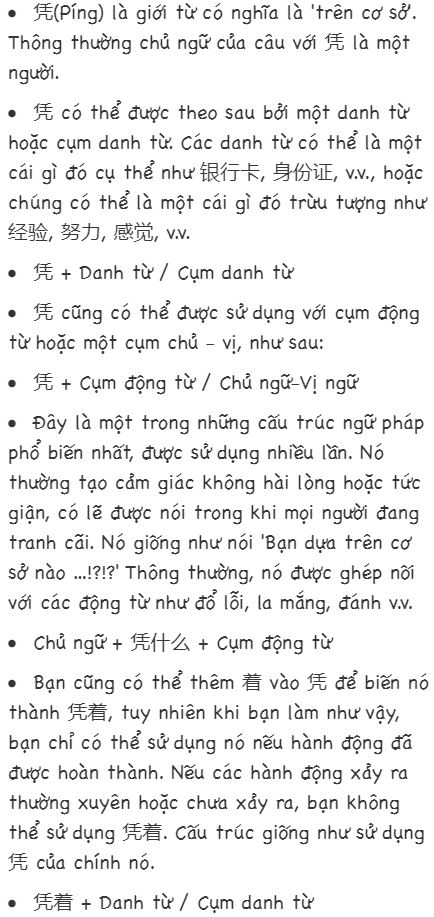 • 凭(Píng) là giới từ có nghĩa là 'trên cơ sở'.
Thông thường chủ ngữ của câu với 凭 là một
người.
• 凭 có thể được theo sau bởi một danh từ
hoặc cụm danh từ. Các danh từ có thể là một
cái gì đó cụ thể như 银行卡, 身份证, v.v., hoặc
chúng có thể là một cái gì đó trừu tượng như
经验, 努力, 感觉, v.v.
• 凭 + Danh từ / Cụm danh từ
• 凭 cũng có thể được sử dụng với cụm động
từ hoặc một cụm chủ - vị, như sau:
• 凭 + Cụm động từ / Chủ ngữ-Vị ngữ
• Đây là một trong những cấu trúc ngữ pháp
phổ biến nhất, được sử dụng nhiều lần. Nó
thường tạo cảm giác không hài lòng hoặc tức
giận, có lẽ được nói trong khi mọi người đang
tranh cãi. Nó giống như nói 'Bạn dựa trên cơ
sở nào ...!?!?' Thông thường, nó được ghép nối
với các động từ như đổ lỗi, la mắng, đánh v.v.
• Chủ ngữ + 凭什么 + Cụm động từ
• Bạn cũng có thể thêm 着 vào 凭 để biến nó
thành 凭着, tuy nhiên khi bạn làm như vậy,
bạn chỉ có thể sử dụng nó nếu hành động đã
được hoàn thành. Nếu các hành động xảy ra
thường xuyên hoặc chưa xảy ra, bạn không
thể sử dụng 凭着. Cấu trúc giống như sử dụng
凭 của chính nó.
• 凭着 + Danh từ / Cụm danh từ